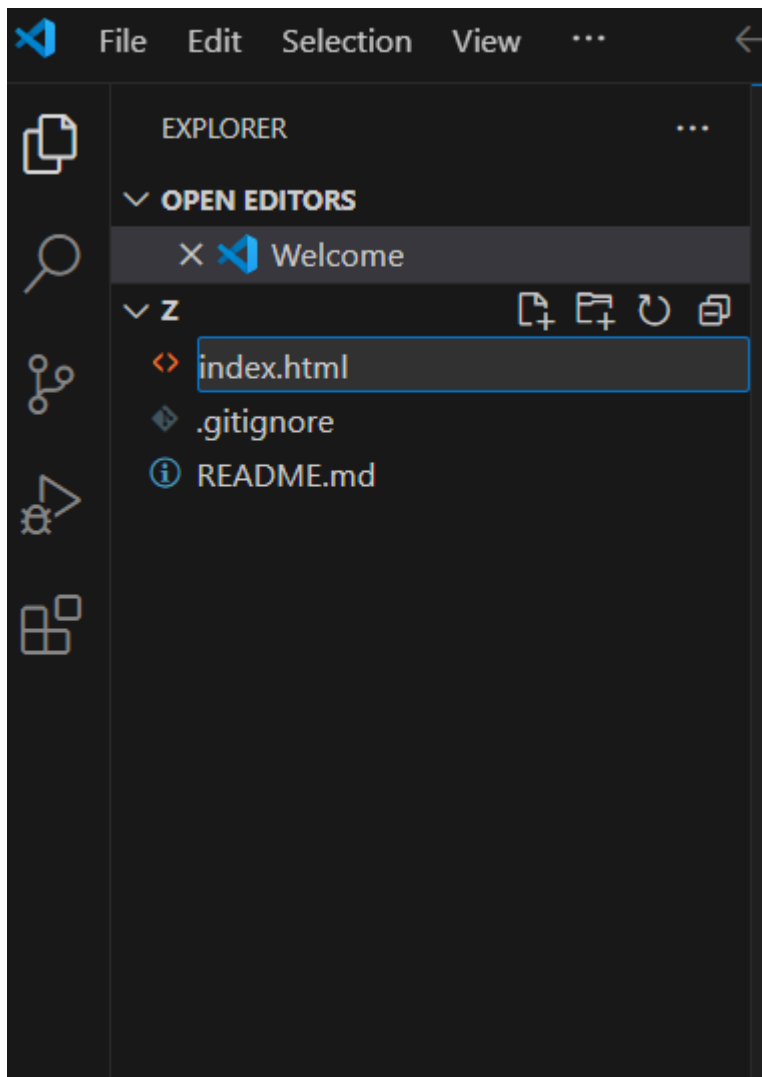 File Edit Selection View ···
EXPLORER ···
OPEN EDITORS
Welcome
Z
index.html
.gitignore
README.md